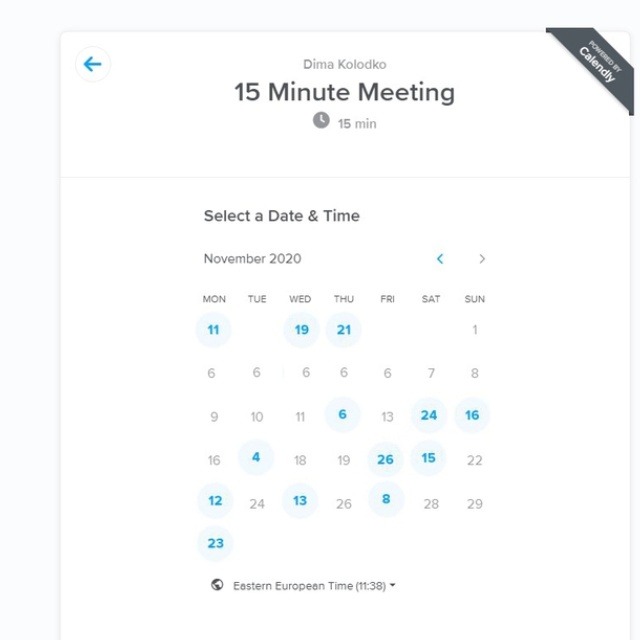 POWERED BY
Calendly
Dima Kolodko
15 Minute Meeting
15 min
Select a Date & Time
November 2020
MON TUE WED THU FRI SAT SUN
11 19 21 1
6 6 6 6 6 7 8
9 10 11 6 13 24 16
16 4 18 19 26 15 22
12 24 13 26 8 28 29
23
Eastern European Time (11:38)